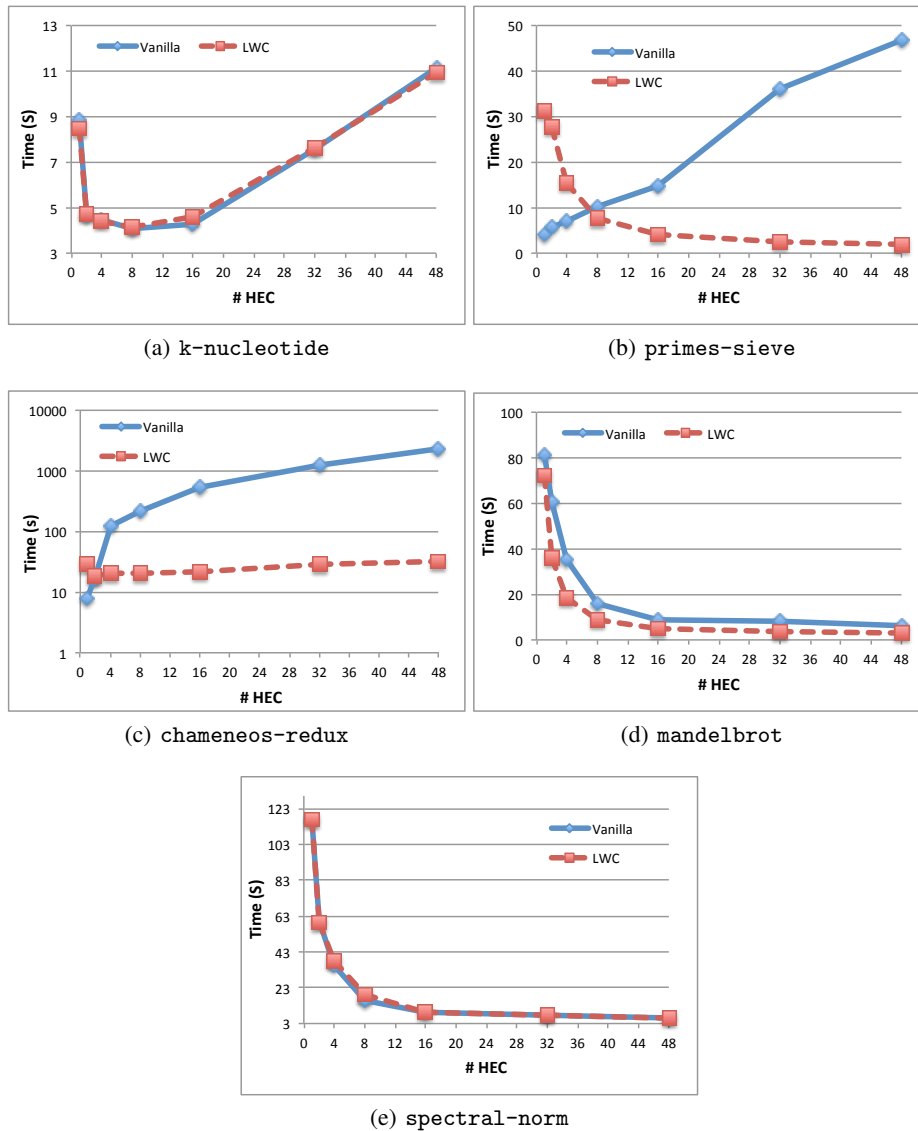 13
11
9
7
5
3
Time (S)
Vanilla
LWC
0 4 8 12 16 20 24 28 32 36 40 44 48
# HEC
(a) k-nucleotide
50
40
30
20
10
0
Time (S)
Vanilla
LWC
0 4 8 12 16 20 24 28 32 36 40 44 48
# HEC
(b) primes-sieve
10000
1000
100
10
1
Time (s)
Vanilla
LWC
0 4 8 12 16 20 24 28 32 36 40 44 48
# HEC
(c) chameneos-redux
100
80
60
40
20
0
Time (S)
Vanilla
LWC
0 4 8 12 16 20 24 28 32 36 40 44 48
# HEC
(d) mandelbrot
123
103
83
63
43
23
3
Time (S)
Vanilla
LWC
0 4 8 12 16 20 24 28 32 36 40 44 48
# HEC
(e) spectral-norm